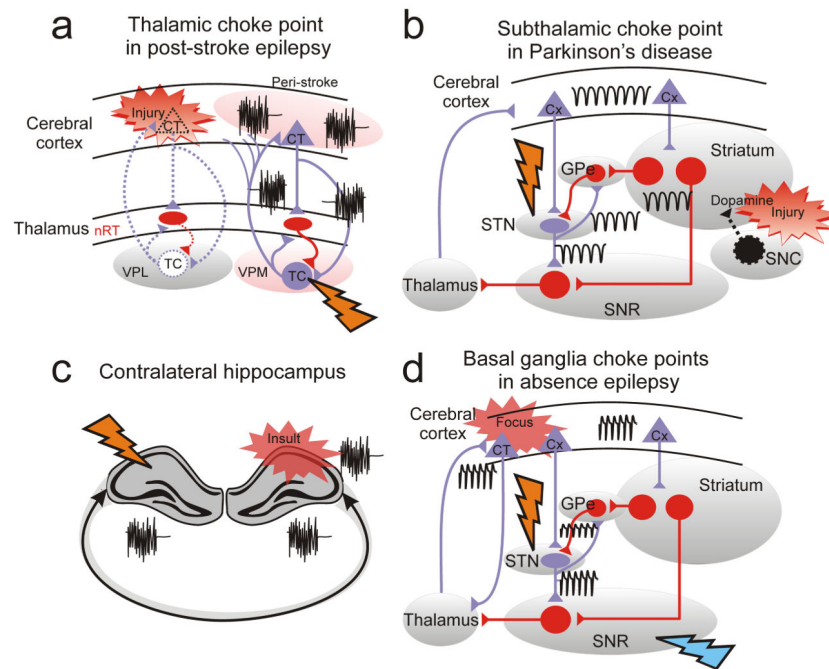 a
Thalamic choke point
in post-stroke epilepsy
Peri-stroke
Injury
CT
CT
Cerebral
cortex
Thalamus nRT
VPL
TC
VPM
TC
b
Subthalamic choke point
in Parkinson's disease
Cerebral
cortex
Cx
Cx
GPe
Striatum
STN
Dopamine
Injury
SNC
Thalamus
SNR
c
Contralateral hippocampus
Insult
d
Basal ganglia choke points
in absence epilepsy
Cerebral
cortex
Focus
CT
Cx
Cx
GPe
Striatum
STN
Thalamus
SNR